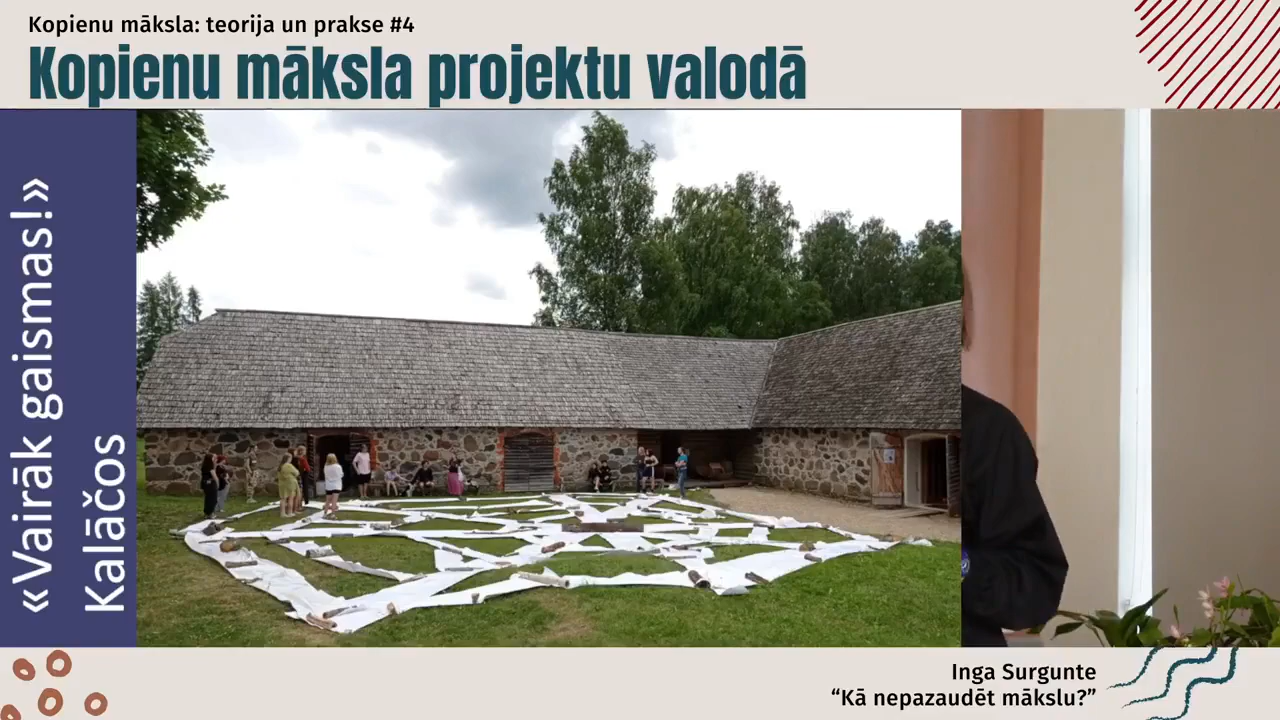 Kopienu māksla: teorija un prakse #4
Kopienu māksla projektu valodā
«Vairāk gaismas!»
Kalāčos
Inga Surgunte
“Kā nepazaudēt mākslu?”